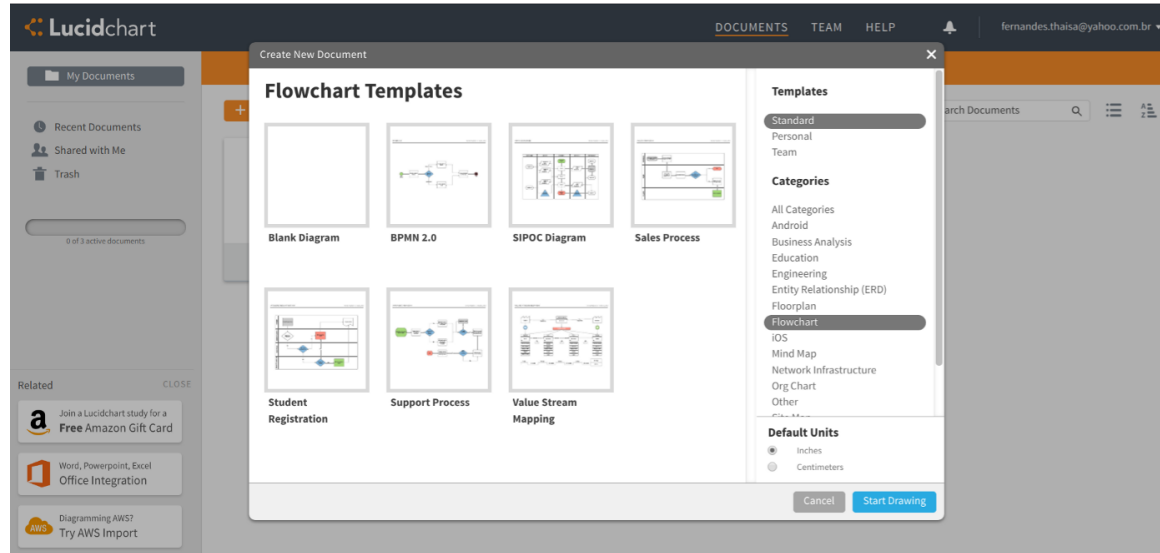 Lucidchart
DOCUMENTS TEAM HELP
fernandes.thaisa@yahoo.com.br
My Documents
Recent Documents
Shared with Me
Trash
0 of 3 active documents
Related CLOSE
Join a Lucidchart study for a
Free Amazon Gift Card
Word, Powerpoint, Excel
Office Integration
AWS
Diagramming AWS?
Try AWS Import
+
arch Documents
Create New Document
Flowchart Templates
Blank Diagram
BPMN 2.0
SIPOC Diagram
Sales Process
Student
Registration
Support Process
Value Stream
Mapping
Templates
Standard
Personal
Team
Categories
All Categories
Android
Business Analysis
Education
Engineering
Entity Relationship (ERD)
Floorplan
Flowchart
iOS
Mind Map
Network Infrastructure
Org Chart
Other
Default Units
Inches
Centimeters
Cancel
Start Drawing